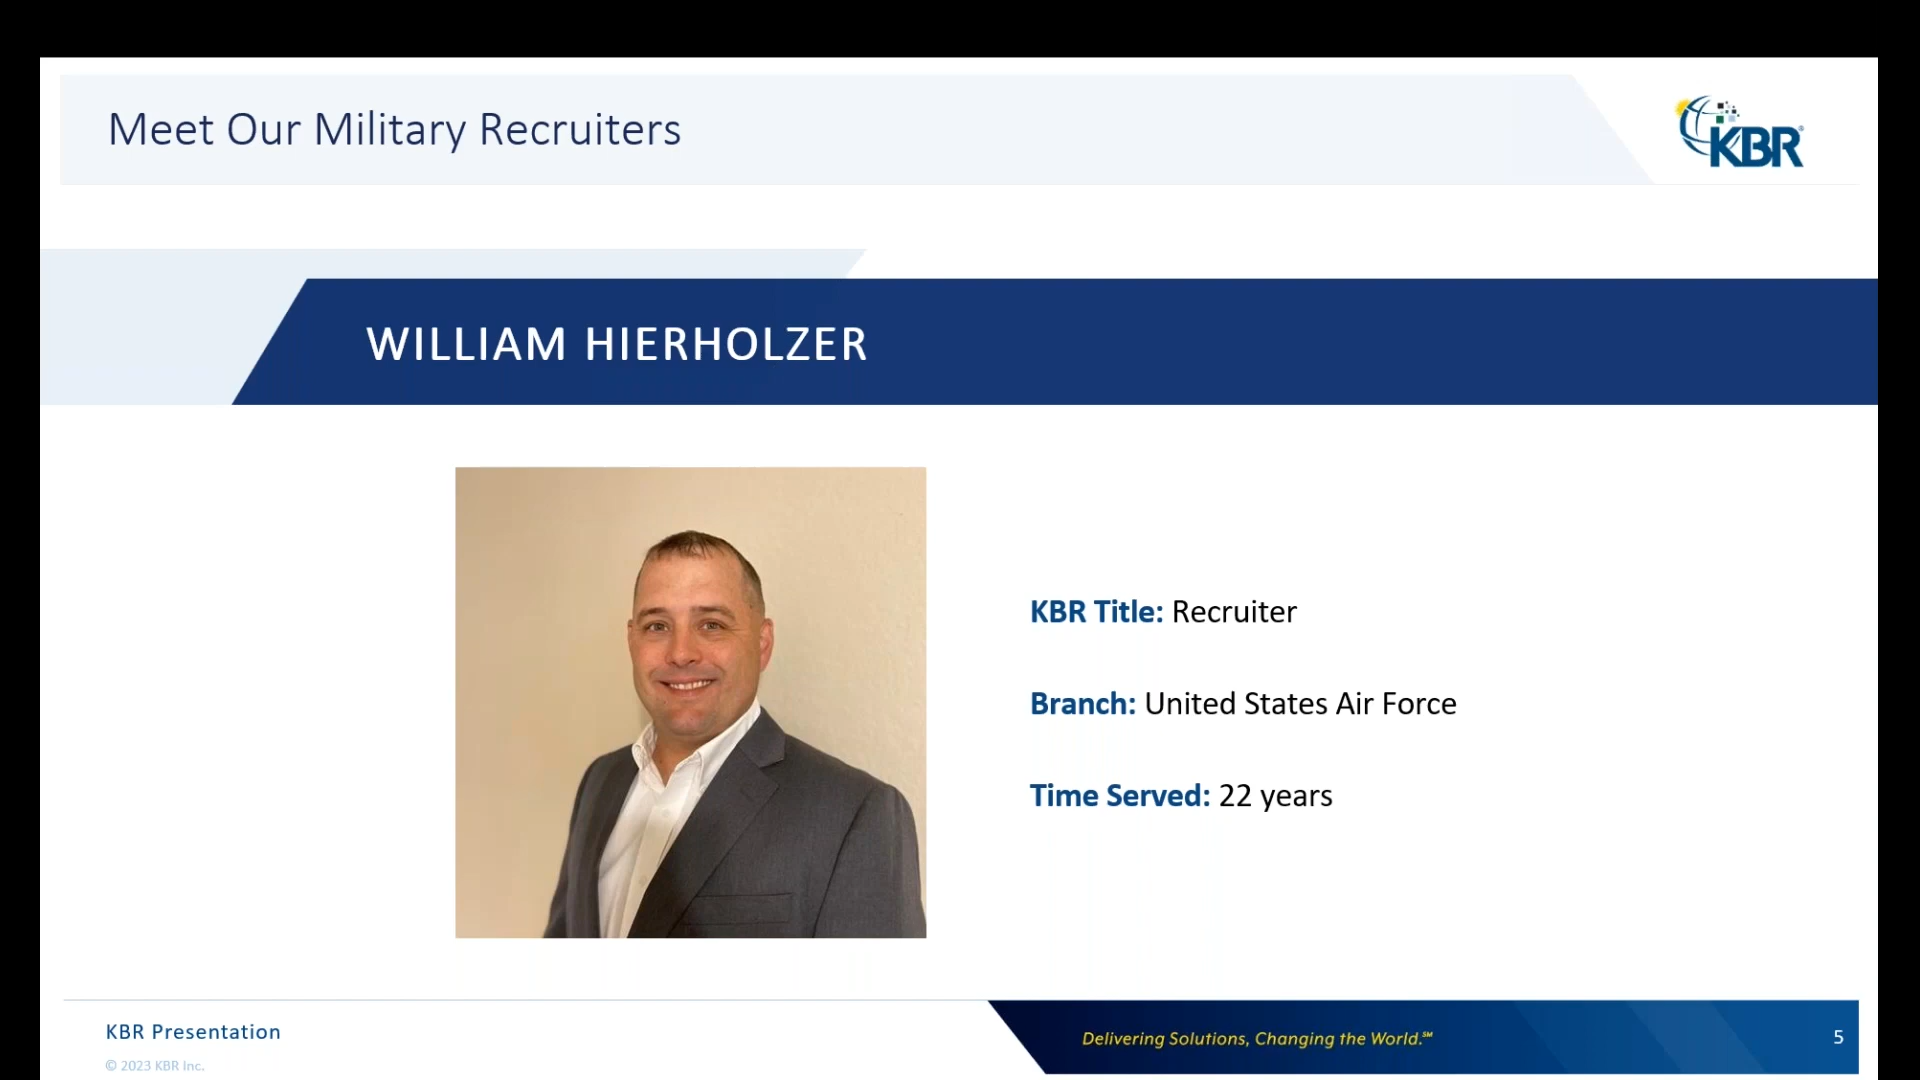 Meet Our Military Recruiters
KBR
WILLIAM HIERHOLZER
KBR Title: Recruiter
Branch: United States Air Force
Time Served: 22 years
KBR Presentation
© 2023 KBR Inc.
Delivering Solutions, Changing the World.℠
5